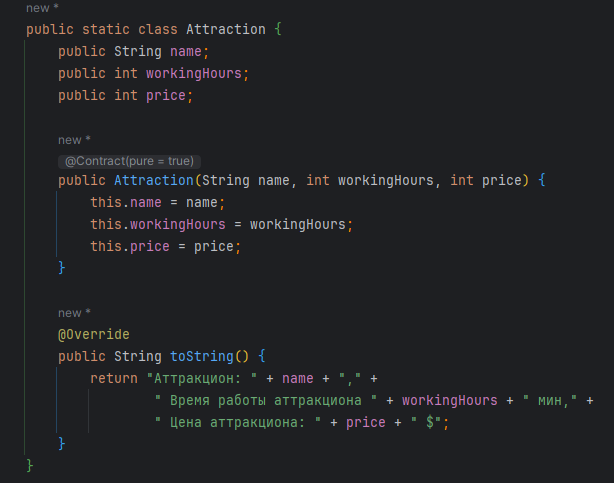 new *
public static class Attraction {
public String name;
public int workingHours;
public int price;
new *
@Contract(pure = true)
public Attraction(String name, int workingHours, int price) {
this.name = name;
this.workingHours = workingHours;
this.price = price;
}
new *
@Override
public String toString() {
return "Аттракцион: " + name + "," +
" Время работы аттракциона " + workingHours + " мин," +
" Цена аттракциона: " + price + " $";
}
}